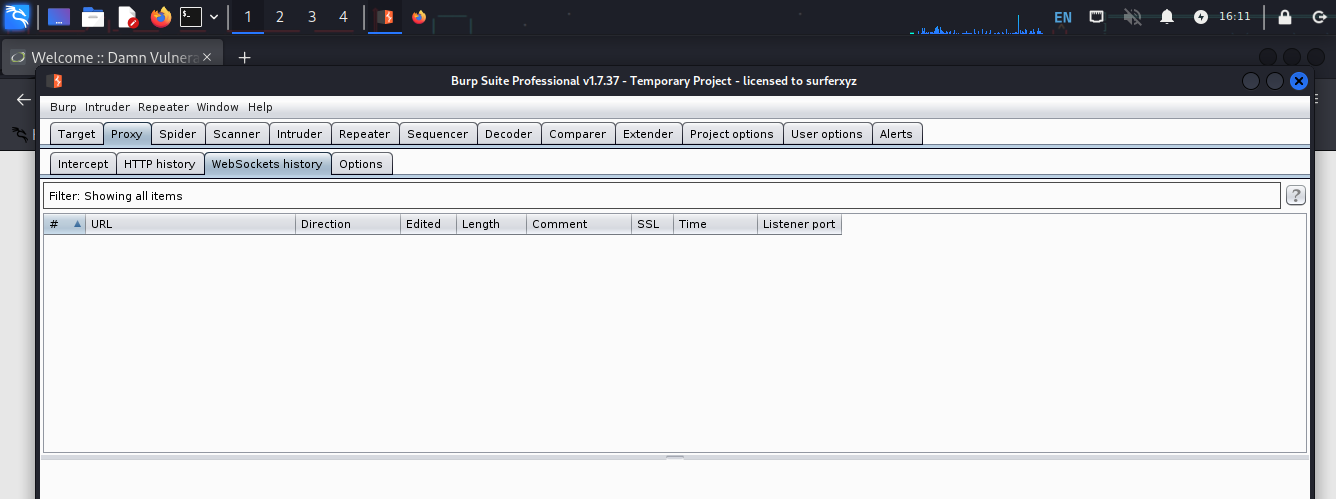 1 2 3 4 EN 16:11
Welcome :: Damn Vulnera
Burp Suite Professional v1.7.37 - Temporary Project - licensed to surferxyz
Burp Intruder Repeater Window Help
Target Proxy Spider Scanner Intruder Repeater Sequencer Decoder Comparer Extender Project options User options Alerts
Intercept HTTP history WebSockets history Options
Filter: Showing all items ?
# URL Direction Edited Length Comment SSL Time Listener port